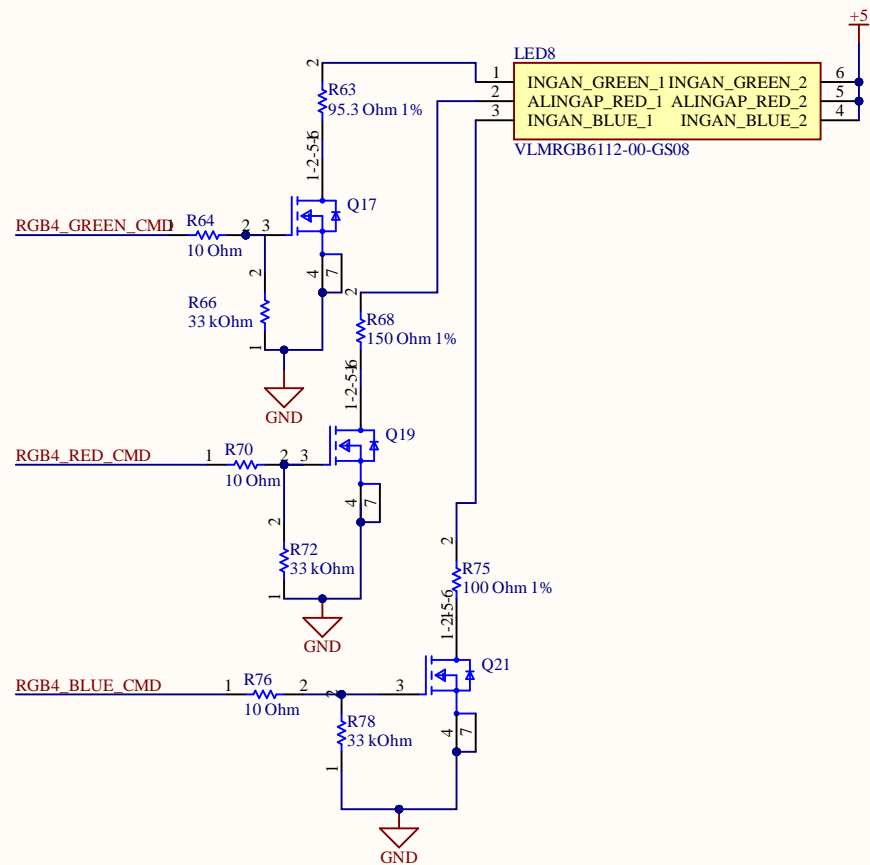 +5
LED8
1 INGAN_GREEN_1 INGAN_GREEN_2 6
2 ALINGAP_RED_1 ALINGAP_RED_2 5
3 INGAN_BLUE_1 INGAN_BLUE_2 4
VLMRGB6112-00-GS08
2
R63
95.3 Ohm 1%
1-2-5-6
Q17
RGB4_GREEN_CMD
1
R64
2
3
10 Ohm
4
7
2
R66
33 kOhm
1
GND
2
R68
150 Ohm 1%
1-2-5-6
Q19
RGB4_RED_CMD
1
R70
2
3
10 Ohm
4
7
2
R72
33 kOhm
1
GND
2
R75
100 Ohm 1%
1-2-5-6
Q21
RGB4_BLUE_CMD
1
R76
2
3
10 Ohm
4
7
2
R78
33 kOhm
1
GND